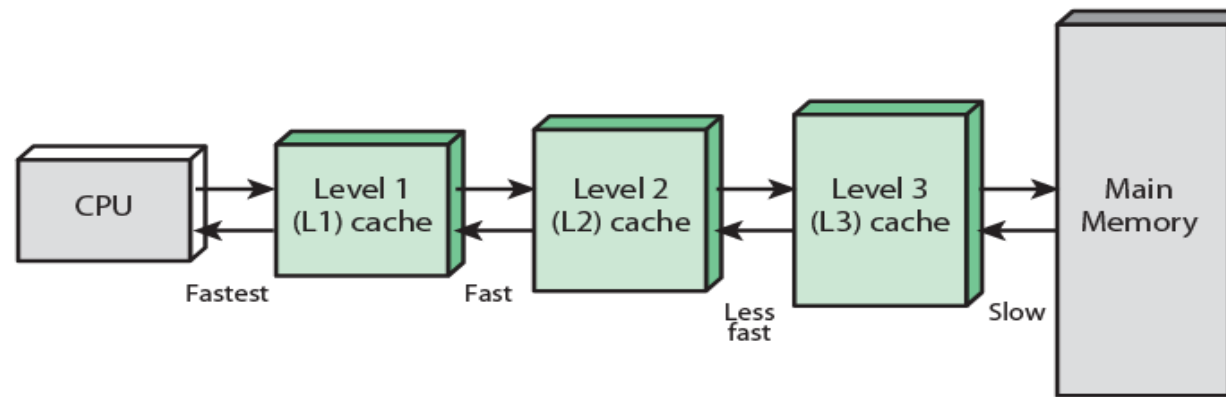 CPU
Level 1
(L1) cache
Level 2
(L2) cache
Level 3
(L3) cache
Main
Memory
Fastest
Fast
Less
fast
Slow